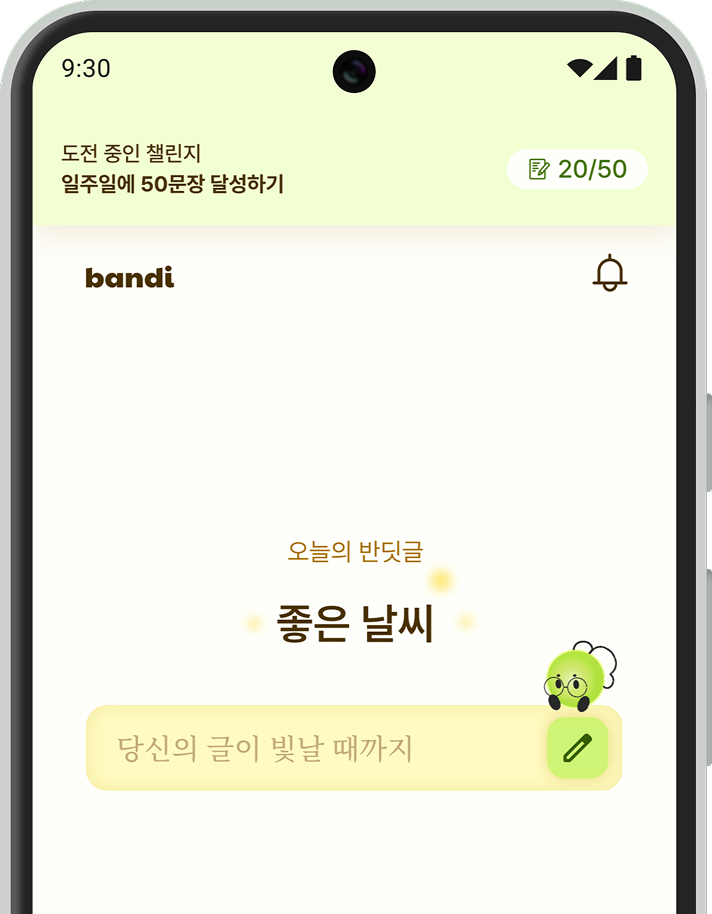 9:30
도전 중인 챌린지
일주일에 50문장 달성하기
20/50
bandi
오늘의 반딧글
좋은 날씨
당신의 글이 빛날 때까지